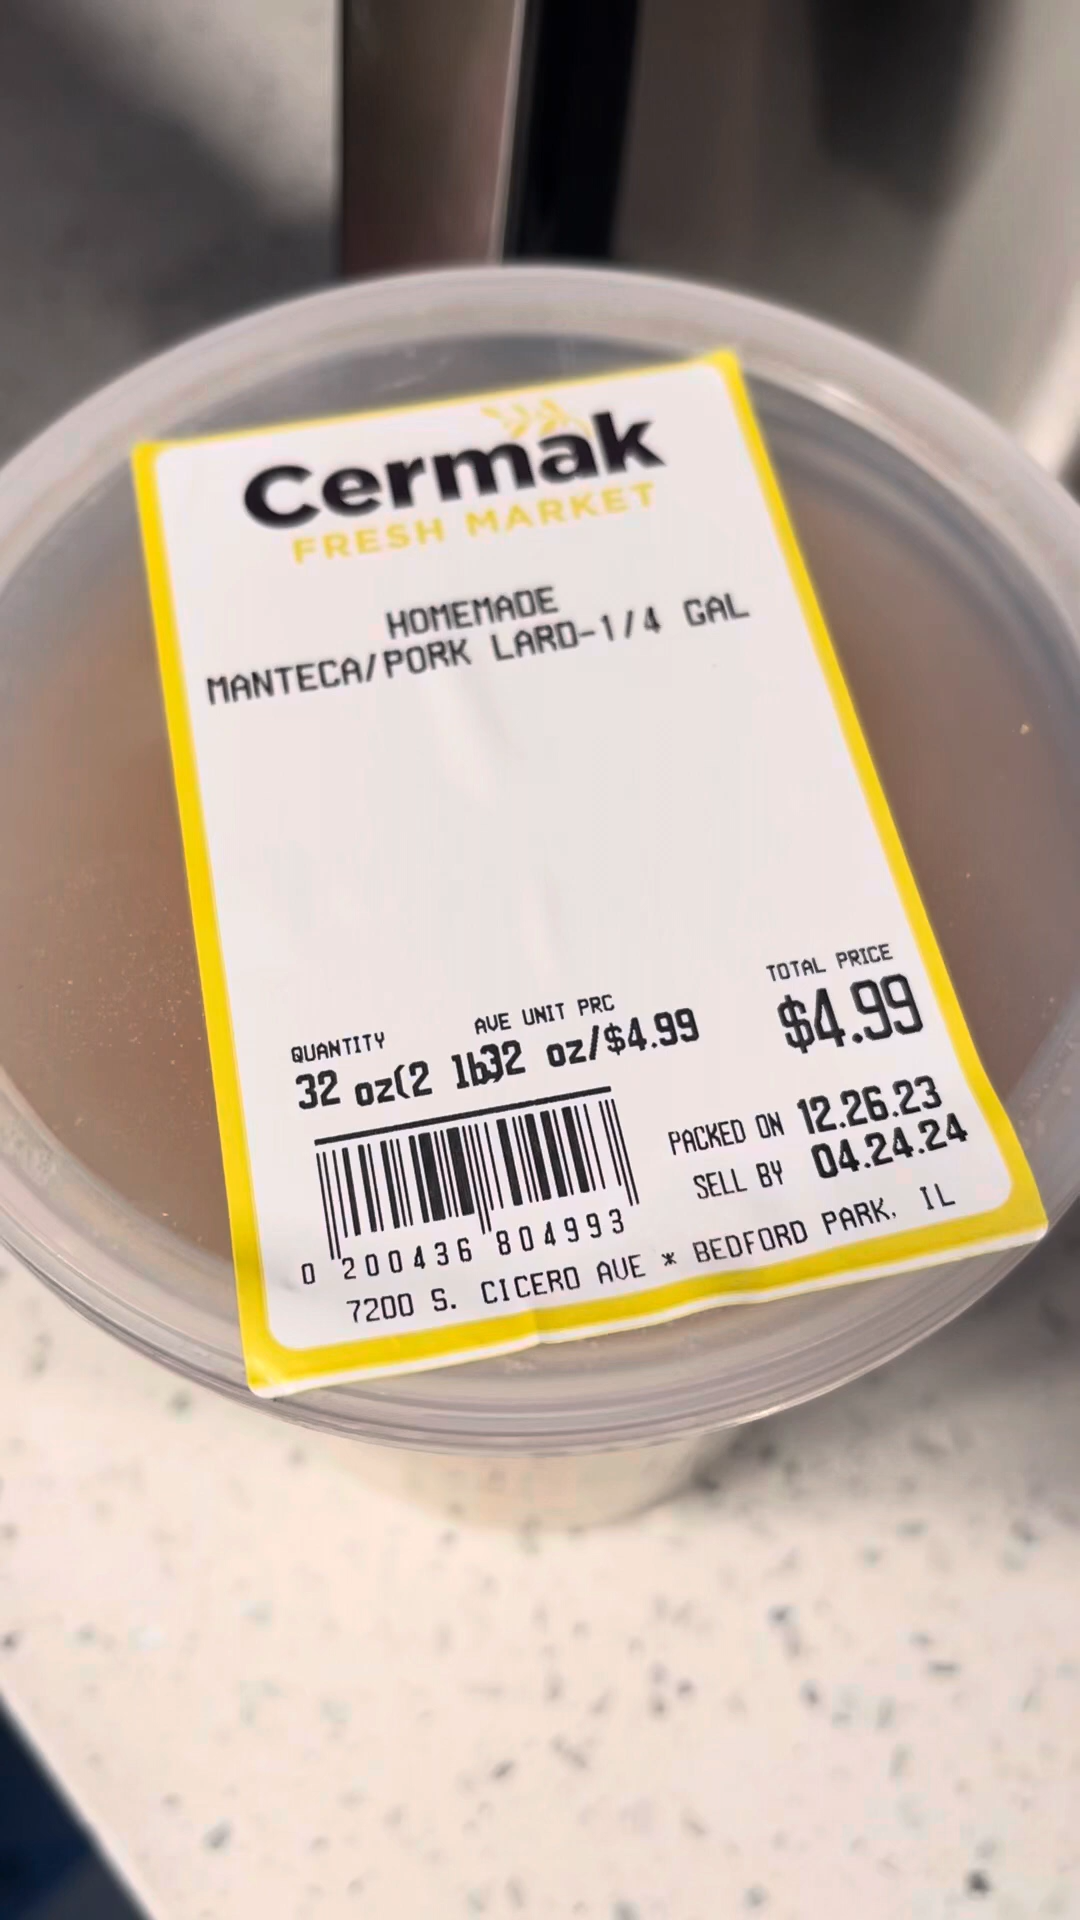 Cermak
FRESH MARKET
HOMEMADE
MANTECA/PORK LARD-1/4 GAL
QUANTITY AVE UNIT PRC TOTAL PRICE
32 oz(2 lb32 oz/$4.99 $4.99
PACKED ON 12.26.23
SELL BY 04.24.24
0 200436 804993
7200 S. CICERO AVE * BEDFORD PARK. IL